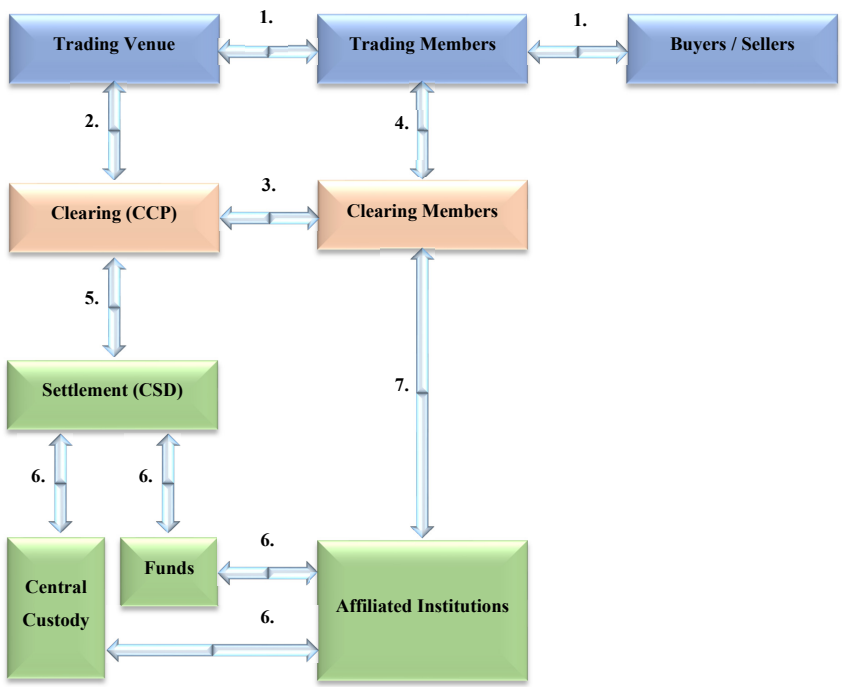 1.
1.
Trading Venue
Trading Members
Buyers / Sellers
2.
4.
3.
Clearing (CCP)
Clearing Members
5.
7.
Settlement (CSD)
6.
6.
6.
Funds
Central
Custody
Affiliated Institutions
6.